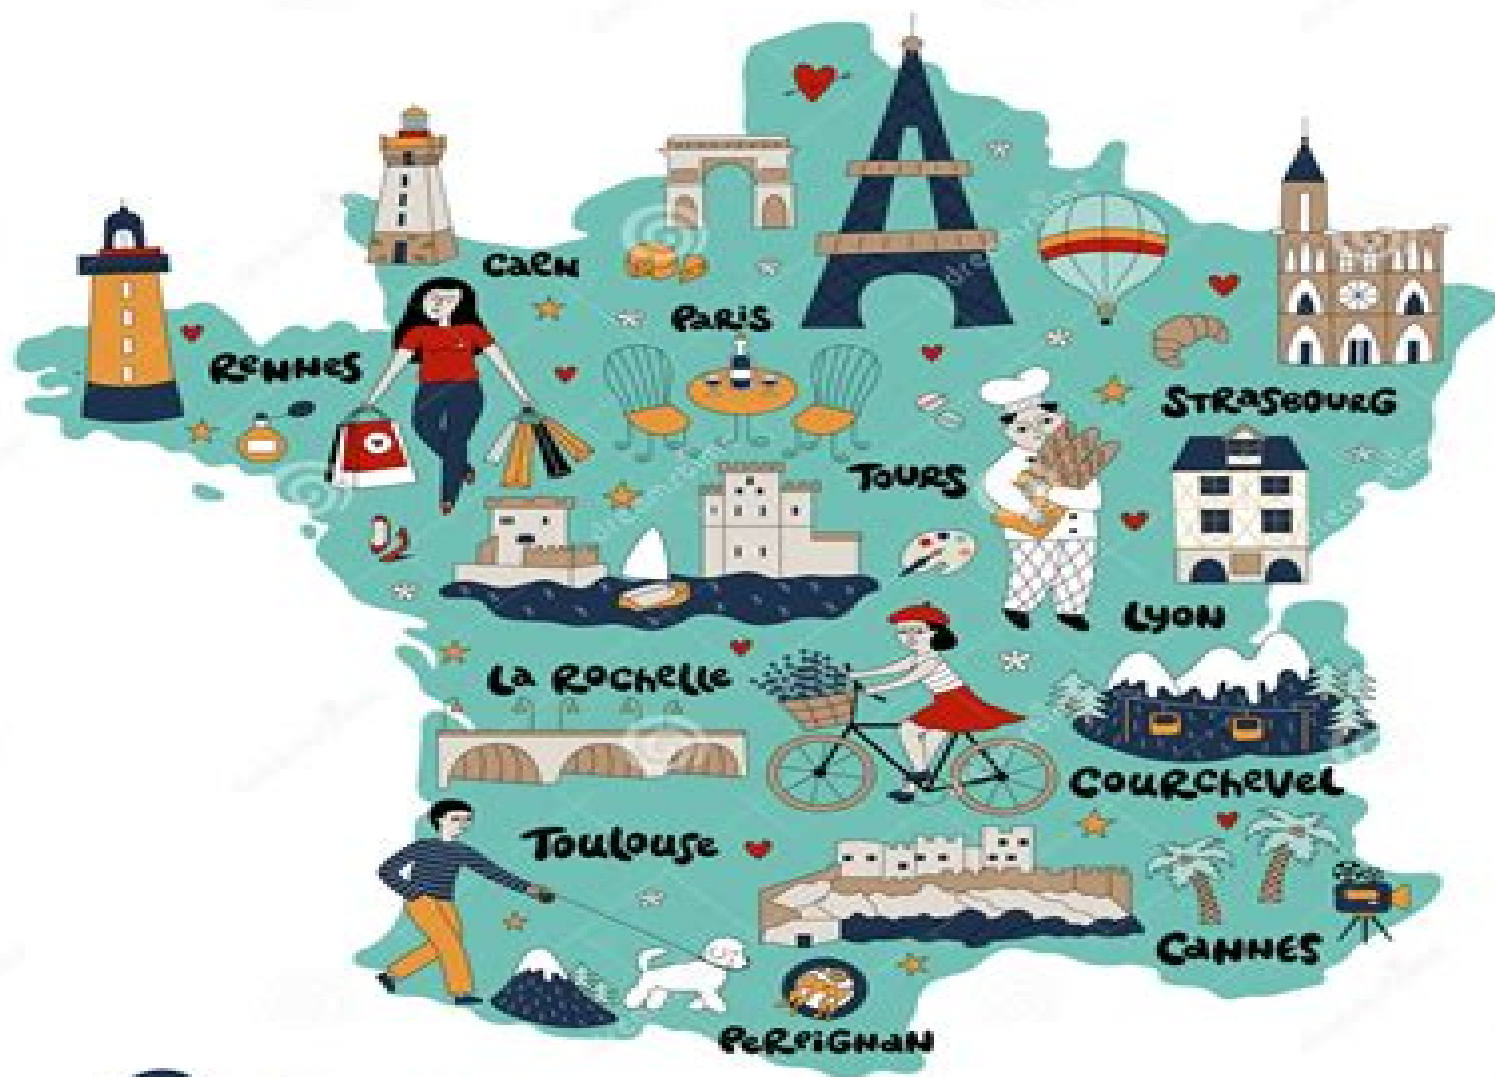 Caen
Paris
Rennes
Strasbourg
Tours
Lyon
La Rochelle
Courchevel
Toulouse
Cannes
Perpignan